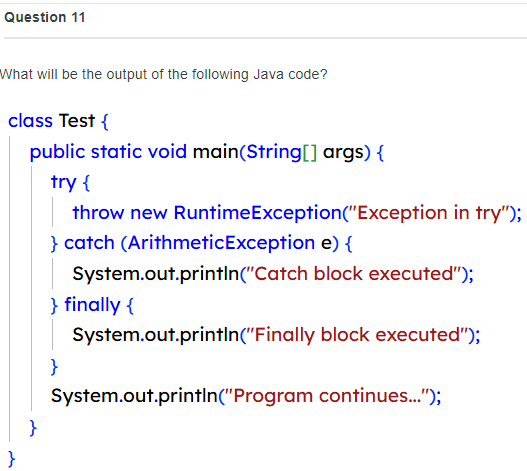 Question 11
What will be the output of the following Java code?
class Test {
public static void main(String[] args) {
try {
throw new RuntimeException("Exception in try");
} catch (ArithmeticException e) {
System.out.println("Catch block executed");
} finally {
System.out.println("Finally block executed");
}
System.out.println("Program continues...");
}
}